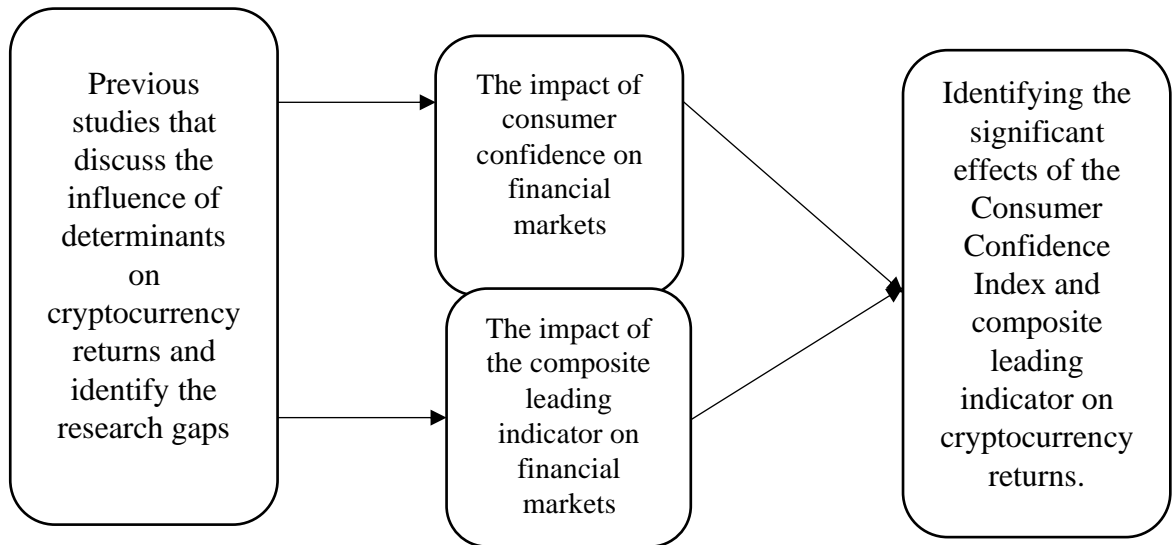 Previous
studies that
discuss the
influence of
determinants
on
cryptocurrency
returns and
identify the
research gaps
The impact of
consumer
confidence on
financial
markets
The impact of
the composite
leading
indicator on
financial
markets
Identifying the
significant
effects of the
Consumer
Confidence
Index and
composite
leading
indicator on
cryptocurrency
returns.